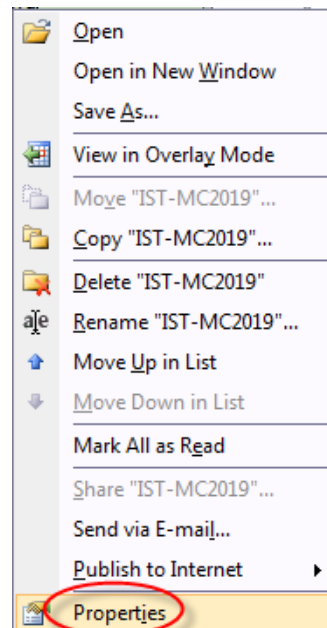 Open
Open in New Window
Save As...
View in Overlay Mode
Move "IST-MC2019"...
Copy "IST-MC2019"...
Delete "IST-MC2019"
Rename "IST-MC2019"...
Move Up in List
Move Down in List
Mark All as Read
Share "IST-MC2019"...
Send via E-mail...
Publish to Internet
Properties